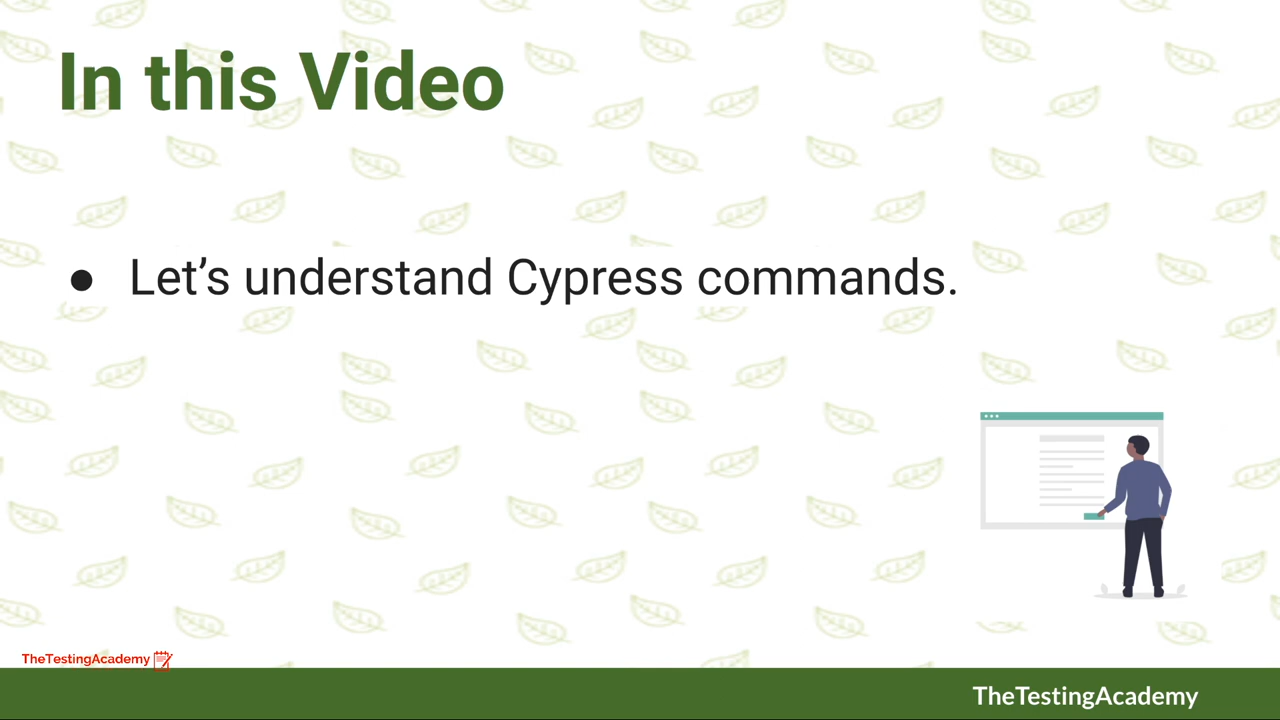 In this Video
● Let’s understand Cypress commands.
TheTestingAcademy
TheTestingAcademy